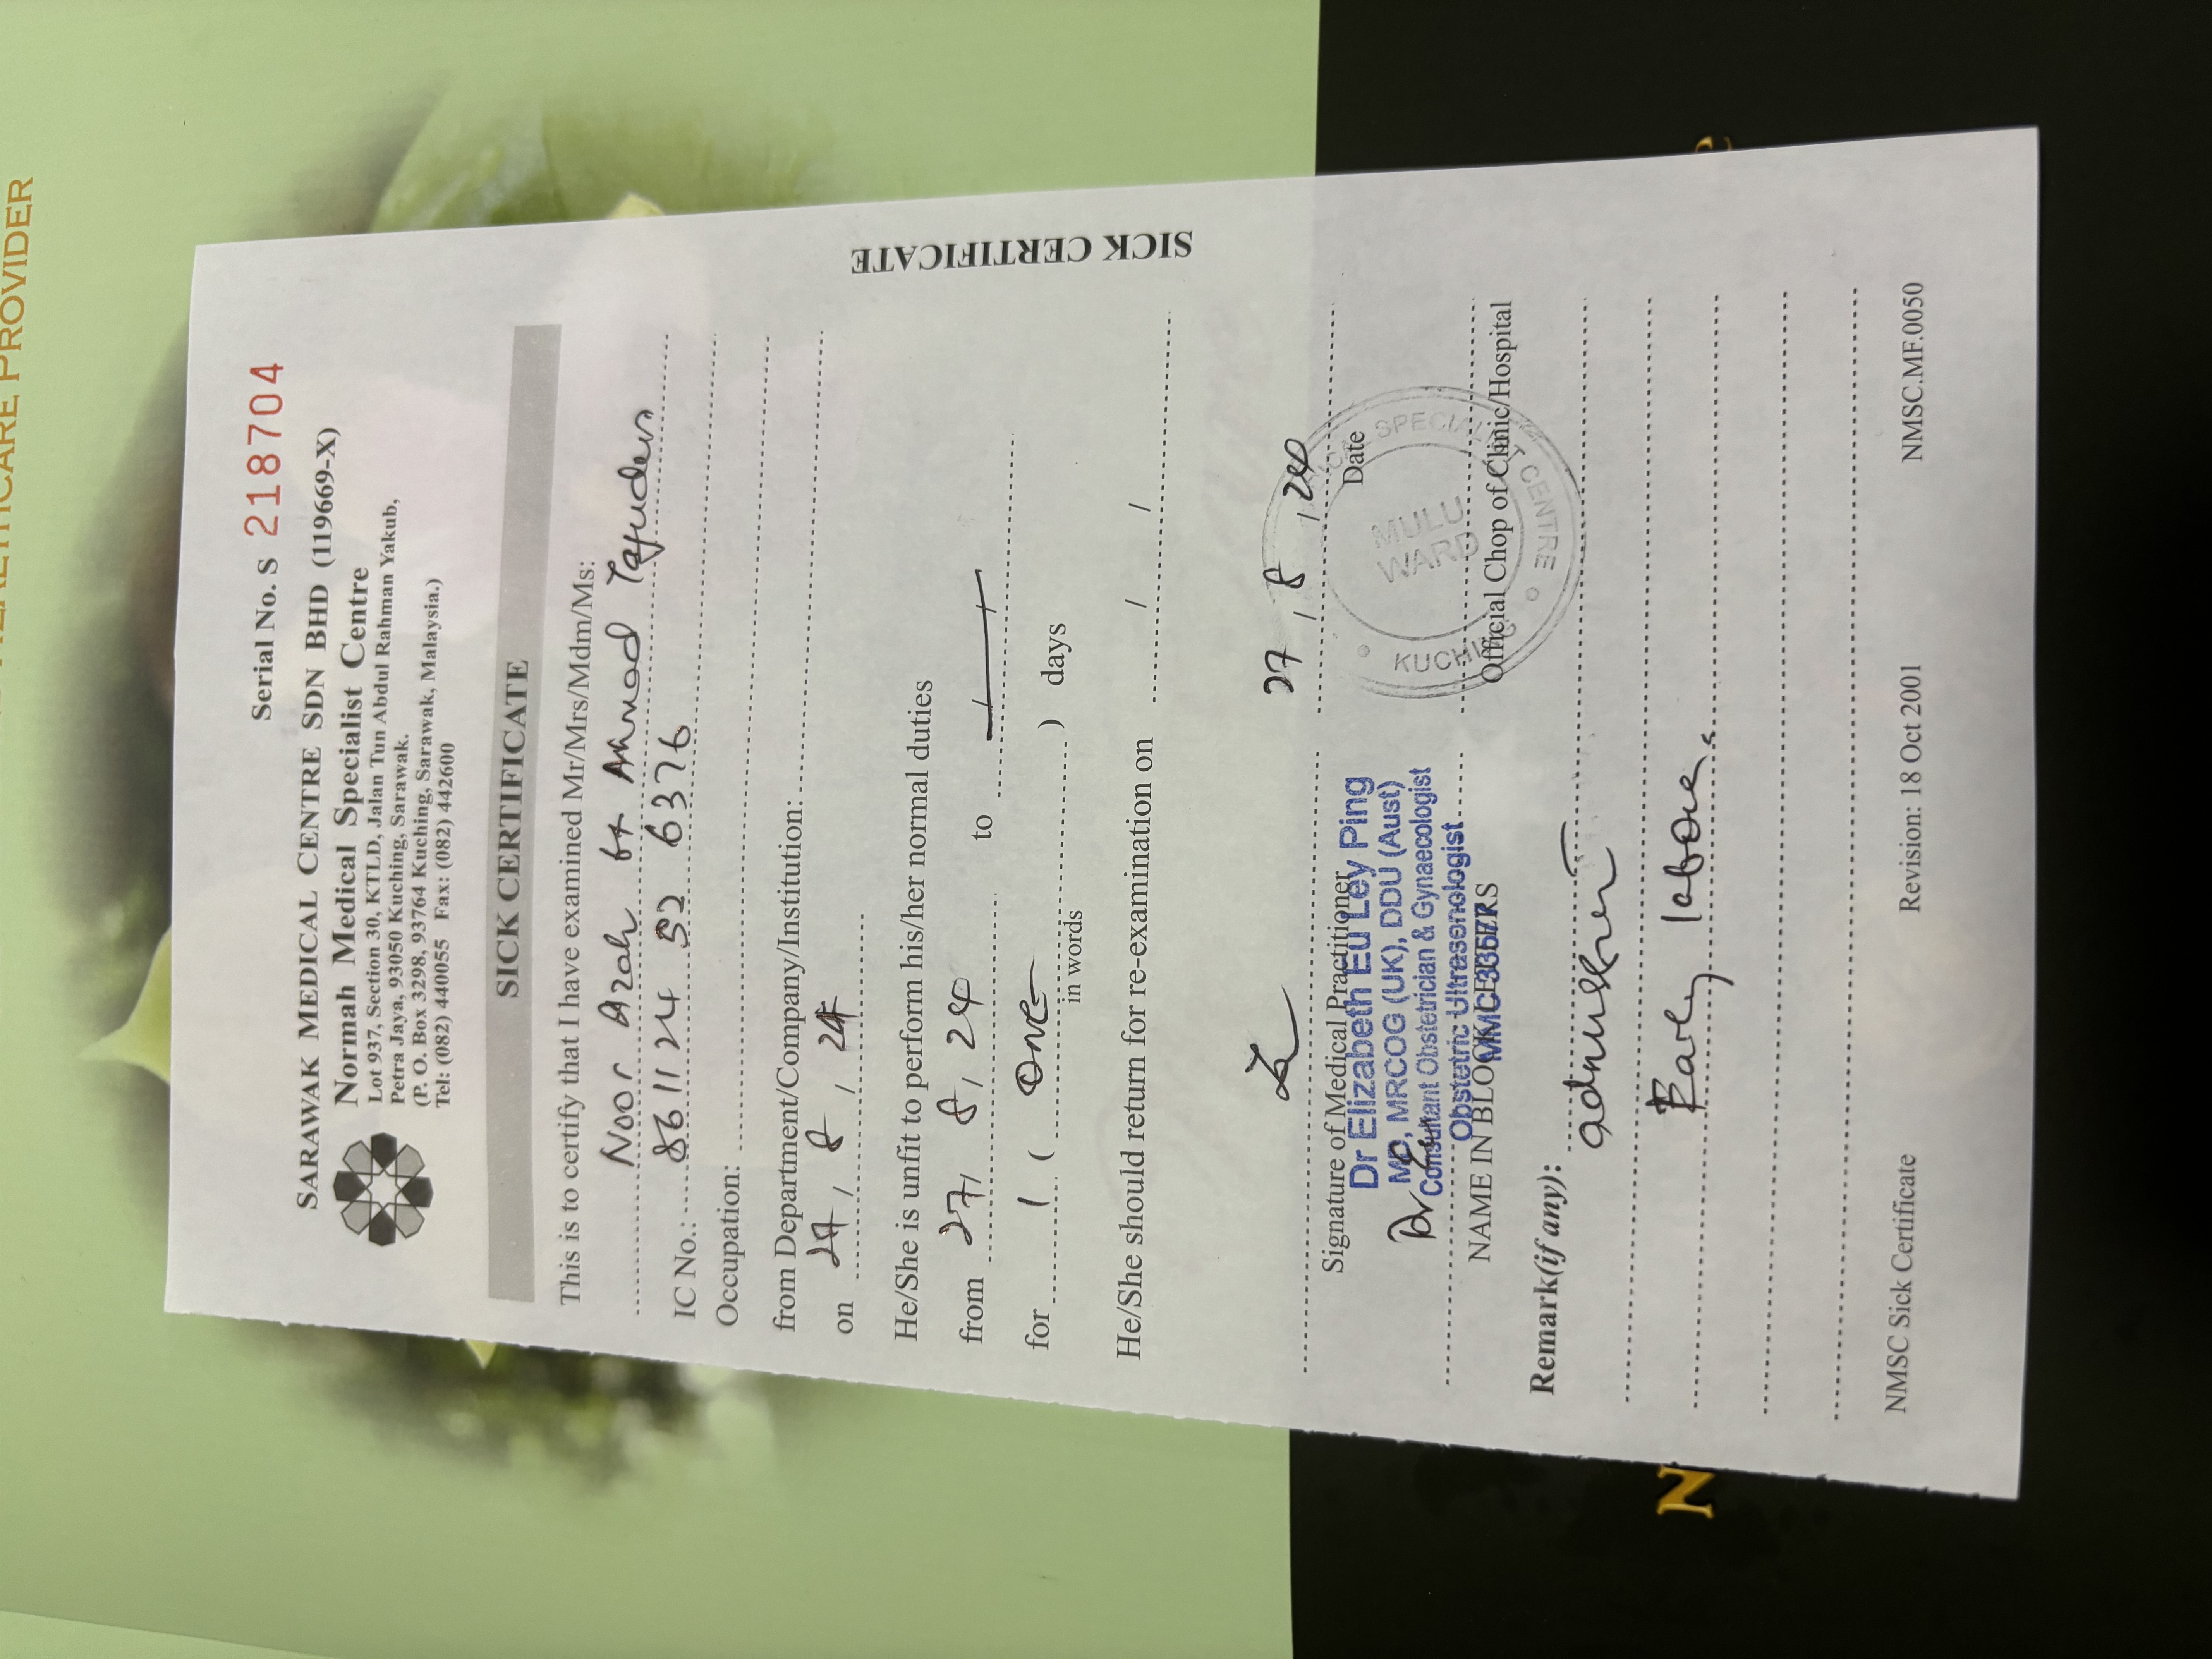 HEALTHCARE PROVIDER
Serial No. S 218704
SARAWAK MEDICAL CENTRE SDN BHD (119669-X)
Normah Medical Specialist Centre
Lot 937, Section 30, KTLD, Jalan Tun Abdul Rahman Yakub,
Petra Jaya, 93050 Kuching, Sarawak.
(P. O. Box 3298, 93764 Kuching, Sarawak, Malaysia.)
Tel: (082) 440055 Fax: (082) 442600
SICK CERTIFICATE
This is to certify that I have examined Mr/Mrs/Mdm/Ms:
Noor Azah bt Ahmad Tajudin
IC No.: 861124 52 6376
Occupation:
from Department/Company/Institution:
on 27 / 8 / 24
He/She is unfit to perform his/her normal duties
from 27 / 8 / 24 to / /
for 1 ( One ) days
in words
He/She should return for re-examination on / /
SICK CERTIFICATE
27 / 8 / 24
Signature of Medical Practitioner
Date
Dr Elizabeth Eu Ley Ping
MD, MRCOG (UK), DDU (Aust)
Dr Eu
Consultant Obstetrician & Gynaecologist
Obstetric Ultrasonologist
MMC 33577
NAME IN BLOCK LETTERS
MULU WARD
SPECIALIST CENTRE
KUCHING
Official Chop of Clinic/Hospital
Remark(if any):
admission
Early labour.
NMSC Sick Certificate Revision: 18 Oct 2001 NMSC.MF.0050